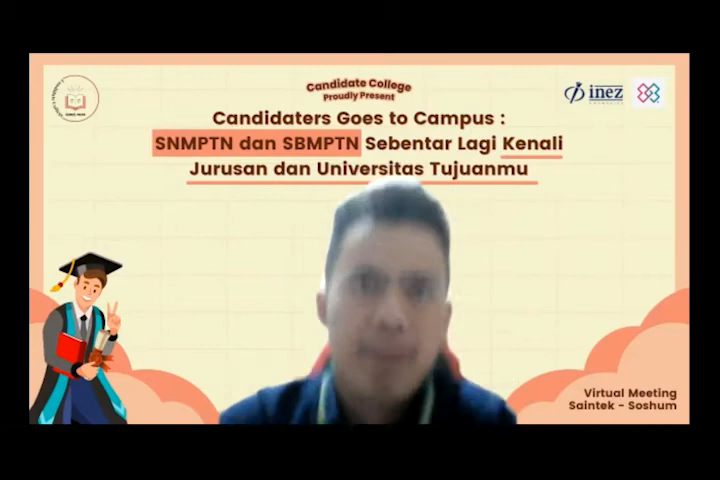 Candidate College
Proudly Present
inez
Candidaters Goes to Campus :
SNMPTN dan SBMPTN Sebentar Lagi Kenali
Jurusan dan Universitas Tujuanmu
Virtual Meeting
Saintek - Soshum